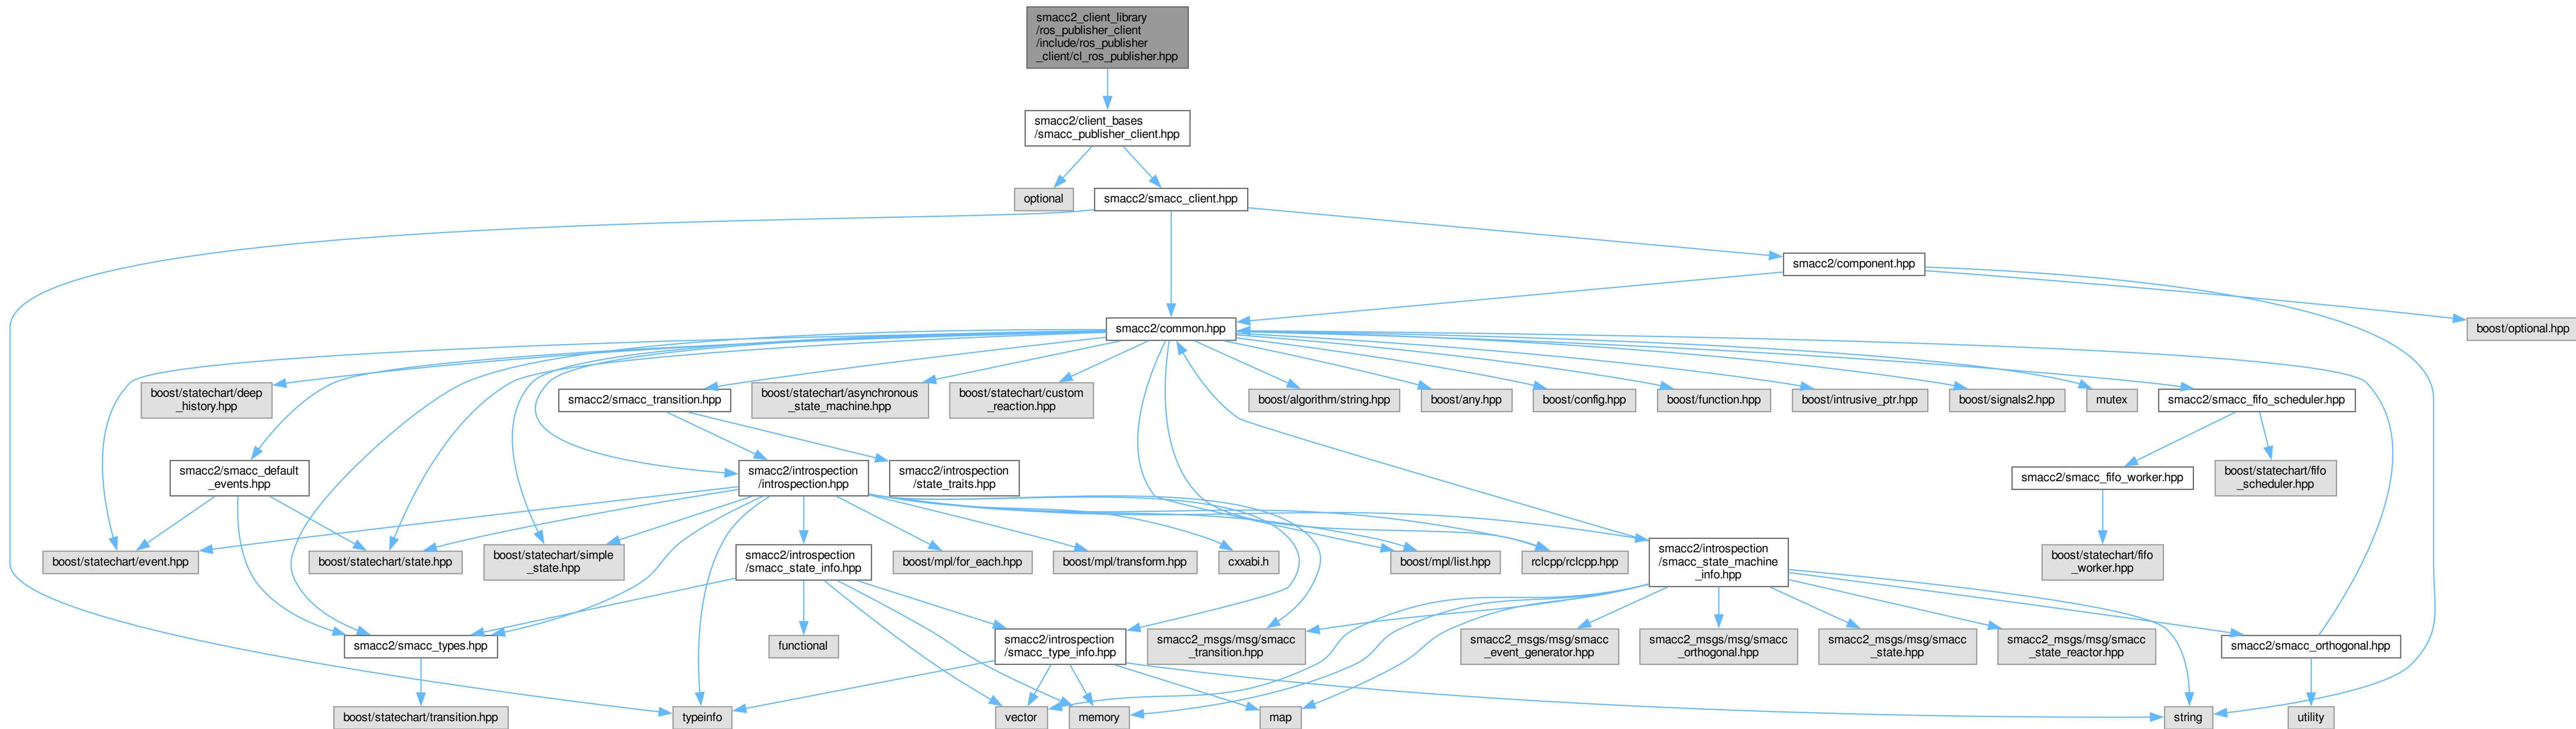 smacc2_client_library
/ros_publisher_client
/include/ros_publisher
_client/cl_ros_publisher.hpp
smacc2/client_bases
/smacc_publisher_client.hpp
optional
smacc2/smacc_client.hpp
smacc2/component.hpp
smacc2/common.hpp
boost/optional.hpp
boost/statechart/deep
_history.hpp
smacc2/smacc_transition.hpp
boost/statechart/asynchronous
_state_machine.hpp
boost/statechart/custom
_reaction.hpp
boost/algorithm/string.hpp
boost/any.hpp
boost/config.hpp
boost/function.hpp
boost/intrusive_ptr.hpp
boost/signals2.hpp
mutex
smacc2/smacc_fifo_scheduler.hpp
smacc2/smacc_default
_events.hpp
smacc2/introspection
/introspection.hpp
smacc2/introspection
/state_traits.hpp
smacc2/smacc_fifo_worker.hpp
boost/statechart/fifo
_scheduler.hpp
boost/statechart/event.hpp
boost/statechart/state.hpp
boost/statechart/simple
_state.hpp
smacc2/introspection
/smacc_state_info.hpp
boost/mpl/for_each.hpp
boost/mpl/transform.hpp
cxxabi.h
boost/mpl/list.hpp
rclcpp/rclcpp.hpp
smacc2/introspection
/smacc_state_machine
_info.hpp
boost/statechart/fifo
_worker.hpp
smacc2/smacc_types.hpp
functional
smacc2/introspection
/smacc_type_info.hpp
smacc2_msgs/msg/smacc
_transition.hpp
smacc2_msgs/msg/smacc
_event_generator.hpp
smacc2_msgs/msg/smacc
_orthogonal.hpp
smacc2_msgs/msg/smacc
_state.hpp
smacc2_msgs/msg/smacc
_state_reactor.hpp
smacc2/smacc_orthogonal.hpp
boost/statechart/transition.hpp
typeinfo
vector
memory
map
string
utility